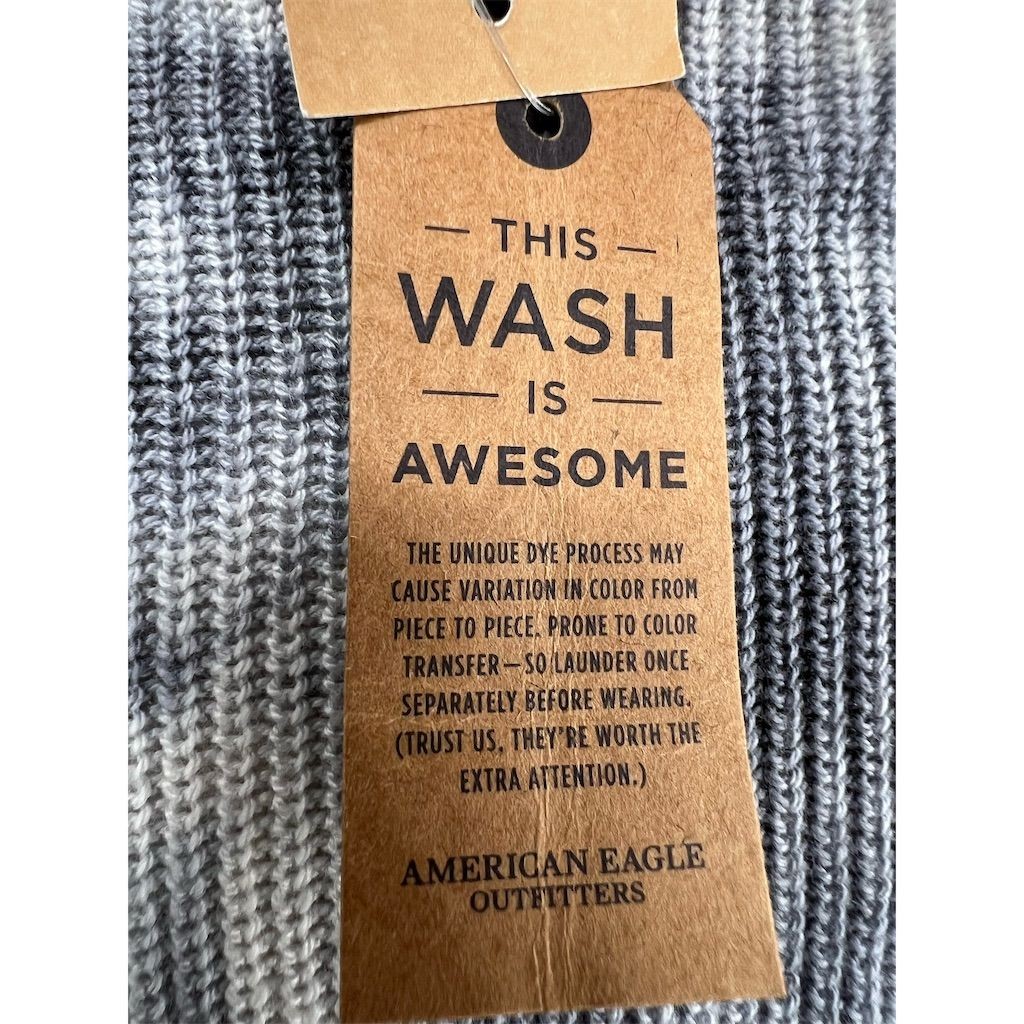 THIS
WASH
IS
AWESOME
THE UNIQUE DYE PROCESS MAY
CAUSE VARIATION IN COLOR FROM
PIECE TO PIECE. PRONE TO COLOR
TRANSFER—SO LAUNDER ONCE
SEPARATELY BEFORE WEARING.
(TRUST US, THEY'RE WORTH THE
EXTRA ATTENTION.)
AMERICAN EAGLE
OUTFITTERS